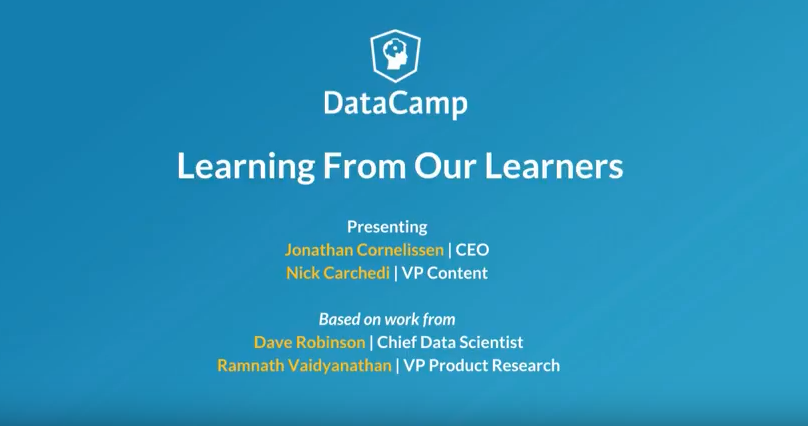 DataCamp
Learning From Our Learners
Presenting
Jonathan Cornelissen | CEO
Nick Carchedi | VP Content
Based on work from
Dave Robinson | Chief Data Scientist
Ramnath Vaidyanathan | VP Product Research